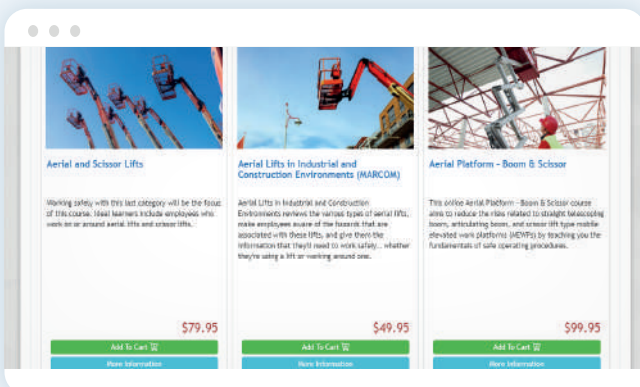 Aerial and Scissor Lifts
Working safely with this last category will be the focus
of this course. Ideal learners include employees who
work on or around aerial lifts and scissor lifts.
$79.95
Add To Cart
More Information
Aerial Lifts in Industrial and
Construction Environments (MARCOM)
Aerial Lifts in Industrial and Construction
Environments reviews the various types of aerial lifts,
make employees aware of the hazards that are
associated with these lifts, and give them the
information that they'll need to work safely... whether
they're using a lift or working around one.
$49.95
Add To Cart
More Information
Aerial Platform - Boom & Scissor
This online Aerial Platform - Boom & Scissor course
aims to reduce the risks related to straight telescoping
boom, articulating boom, and scissor lift type mobile
elevated work platforms (MEWPs) by teaching you the
fundamentals of safe operating procedures.
$99.95
Add To Cart
More Information